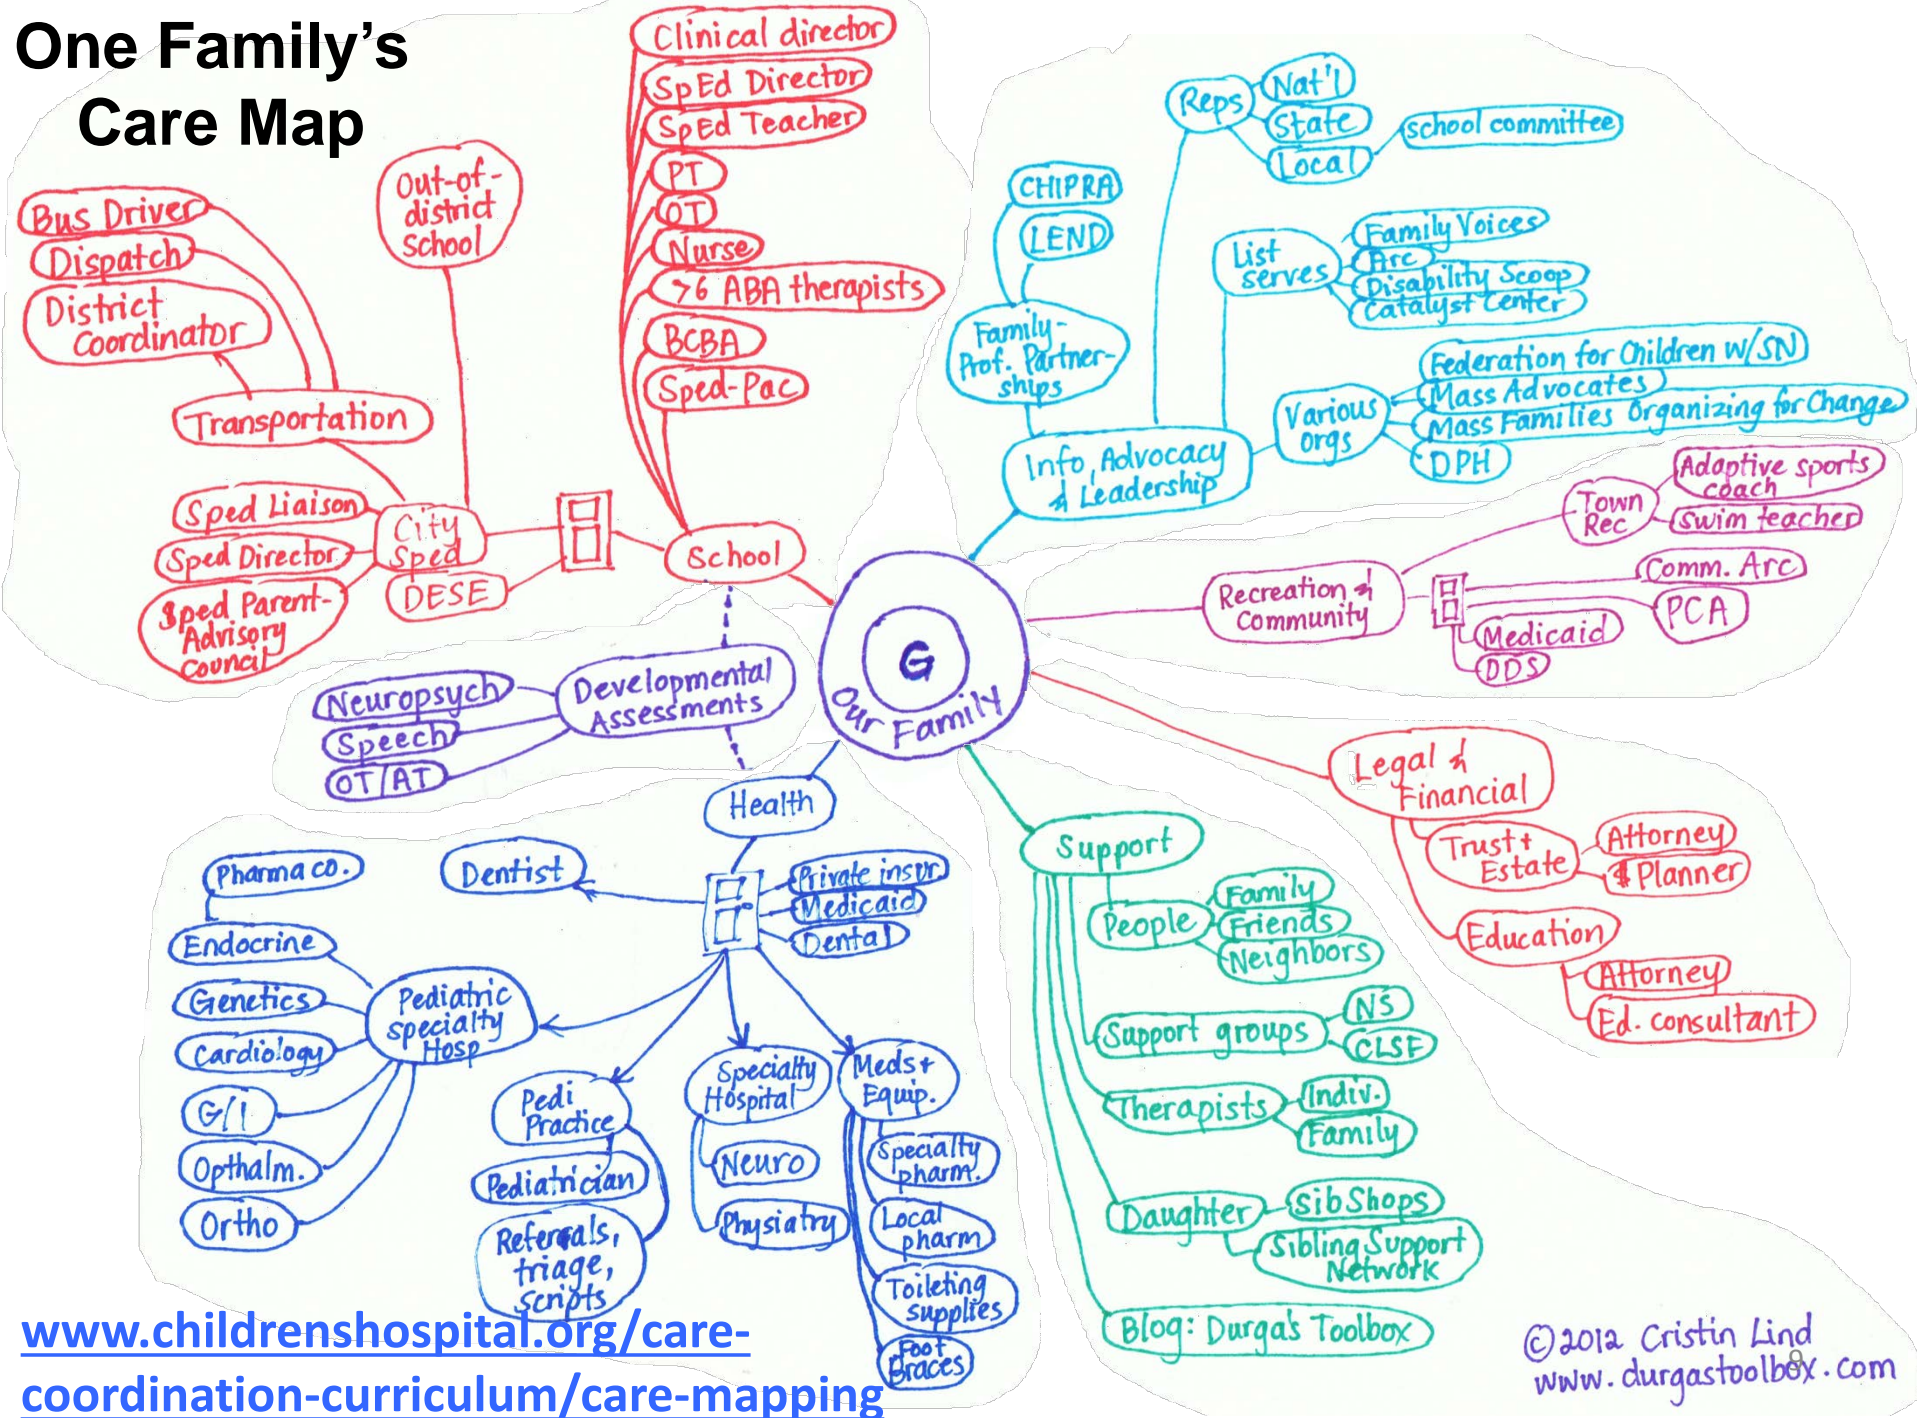 One Family's
Care Map
Clinical director
SpEd Director
SpEd Teacher
PT
OT
Nurse
>6 ABA therapists
BCBA
Sped-Pac
Out-of-
district
School
Bus Driver
Dispatch
District
Coordinator
Transportation
Sped Liaison
Sped Director
Sped Parent-
Advisory
Council
City
Sped
DESE
School
Reps
Nat'l
State
Local
school committee
CHIPRA
LEND
Family-
Prof. Partner-
ships
List
serves
Family Voices
Arc
Disability Scoop
Catalyst Center
Various
orgs
Federation for Children W/SN
Mass Advocates
Mass Families Organizing for Change
DPH
Info, Advocacy
& Leadership
Town
Rec
Adaptive sports
coach
Swim teacher
Recreation &
Community
Comm. Arc
PCA
Medicaid
DDS
G
Our Family
Developmental
Assessments
Neuropsych
Speech
OT/AT
Legal &
Financial
Trust +
Estate
Attorney
$ Planner
Education
Attorney
Ed. consultant
Health
Dentist
Private insur
Medicaid
Dental
Pharma co.
Endocrine
Genetics
Cardiology
G/I
Opthalm.
Ortho
Pediatric
specialty
Hosp
Pedi
Practice
Pediatrician
Referrals,
triage,
scripts
Specialty
Hospital
Neuro
Physiatry
Meds +
Equip.
Specialty
pharm.
Local
pharm
Toileting
supplies
Foot
Braces
Support
People
Family
Friends
Neighbors
Support groups
NS
CLSF
Therapists
Indiv.
Family
Daughter
SibShops
Sibling Support
Network
Blog: Durga's Toolbox
www.childrenshospital.org/care-
coordination-curriculum/care-mapping
©2012 Cristin Lind
www.durgastoolbox.com
9